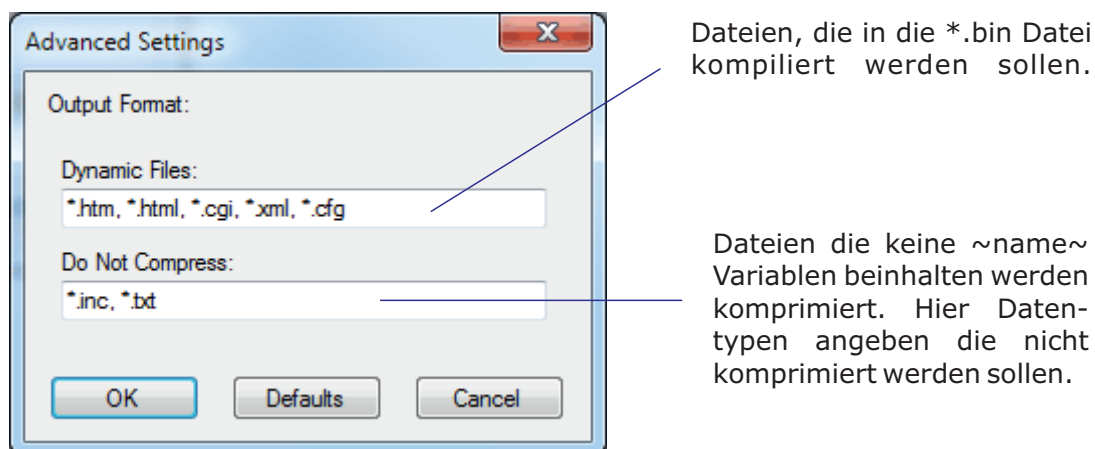 Advanced Settings
Output Format:
Dynamic Files:
*.htm, *.html, *.cgi, *.xml, *.cfg
Do Not Compress:
*.inc, *.txt
OK
Defaults
Cancel
Dateien, die in die *.bin Datei
kompiliert werden sollen.
Dateien die keine ~name~
Variablen beinhalten werden
komprimiert. Hier Daten-
typen angeben die nicht
komprimiert werden sollen.